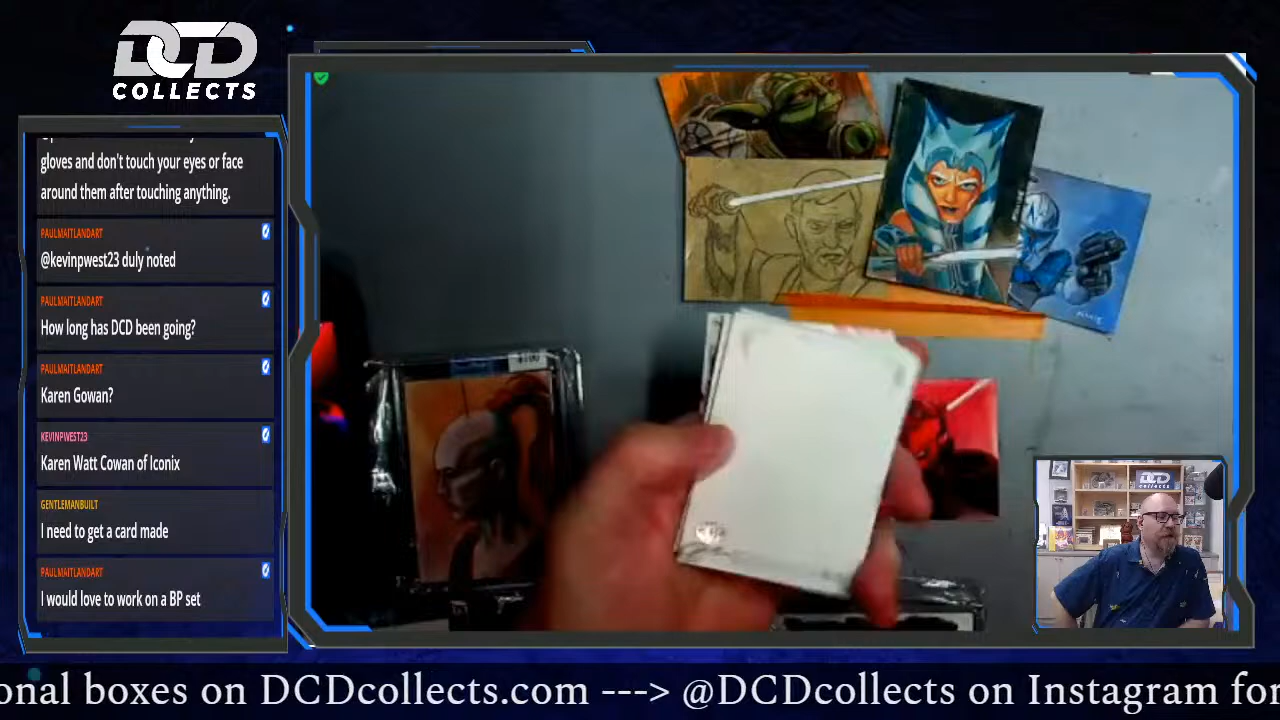 DCD
COLLECTS
gloves and don't touch your eyes or face
around them after touching anything.
PAULMAITLANDART
@kevinpwest23 duly noted
PAULMAITLANDART
How long has DCD been going?
PAULMAITLANDART
Karen Gowan?
KEVINPWEST23
Karen Watt Cowan of Iconix
GENTLEMANBUILT
I need to get a card made
PAULMAITLANDART
I would love to work on a BP set
DCD
collects
onal boxes on DCDcollects.com ---> @DCDcollects on Instagram for